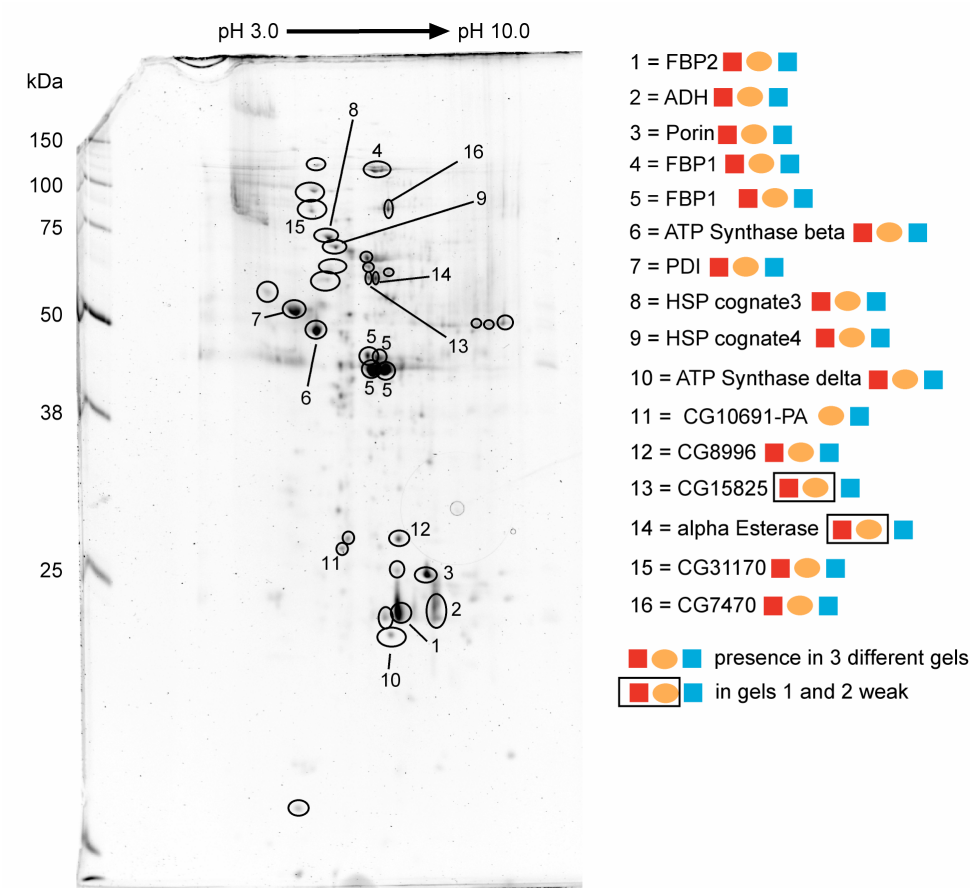 pH 3.0 pH 10.0
kDa
150
100
75
50
38
25
8
4
16
15
9
14
7
13
5 5
6
5 5
12
11
3
2
1
10
1 = FBP2
2 = ADH
3 = Porin
4 = FBP1
5 = FBP1
6 = ATP Synthase beta
7 = PDI
8 = HSP cognate3
9 = HSP cognate4
10 = ATP Synthase delta
11 = CG10691-PA
12 = CG8996
13 = CG15825
14 = alpha Esterase
15 = CG31170
16 = CG7470
presence in 3 different gels
in gels 1 and 2 weak